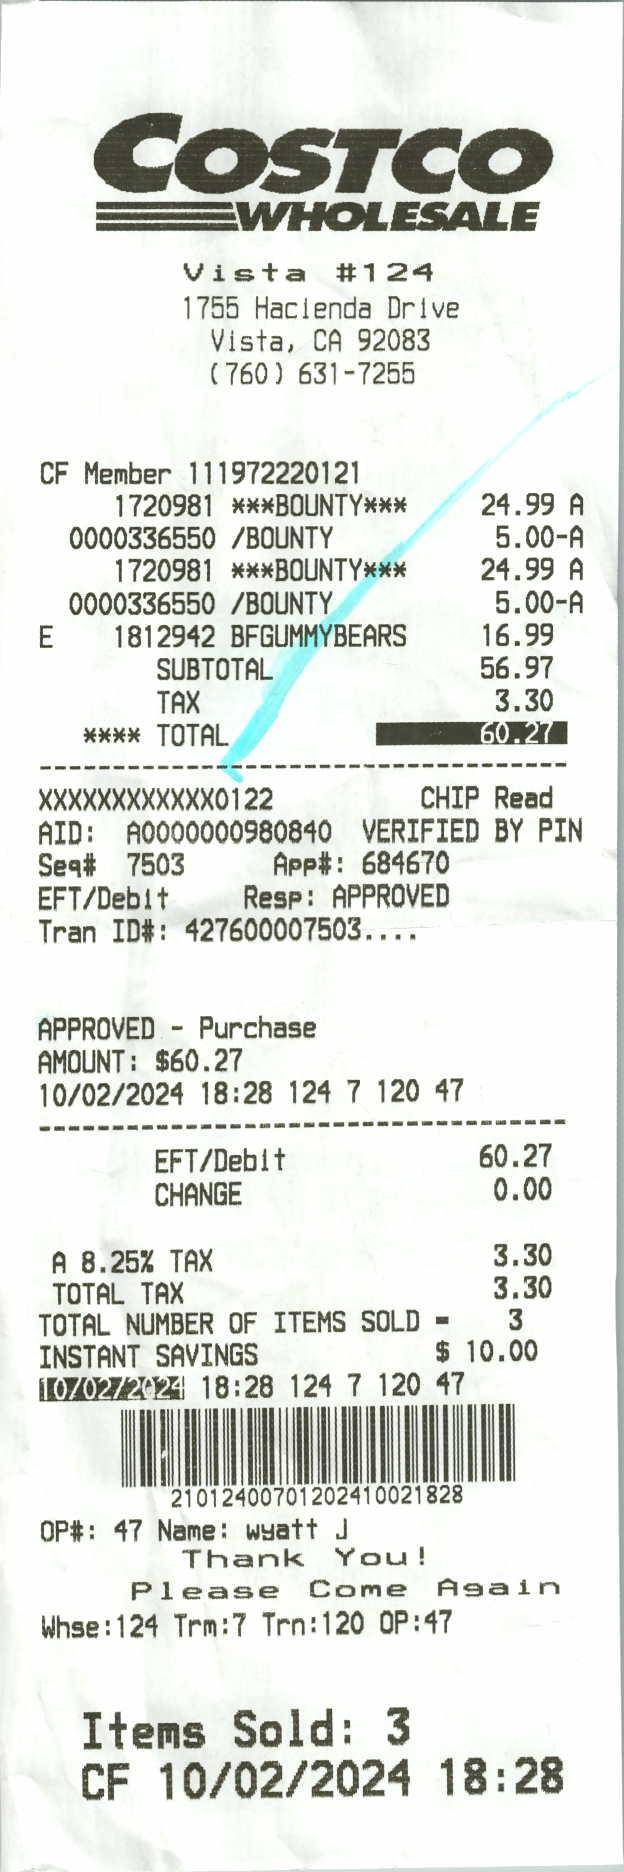 COSTCO
WHOLESALE
Vista #124
1755 Hacienda Drive
Vista, CA 92083
(760) 631-7255
CF Member 111972220121
1720981 ***BOUNTY*** 24.99 A
0000336550 /BOUNTY 5.00-A
1720981 ***BOUNTY*** 24.99 A
0000336550 /BOUNTY 5.00-A
E 1812942 BFGUMMYBEARS 16.99
SUBTOTAL 56.97
TAX 3.30
**** TOTAL 60.27
XXXXXXXXXXXX0122 CHIP Read
AID: A0000000980840 VERIFIED BY PIN
Seq# 7503 App#: 684670
EFT/Debit Resp: APPROVED
Tran ID#: 427600007503....
APPROVED - Purchase
AMOUNT: $60.27
10/02/2024 18:28 124 7 120 47
EFT/Debit 60.27
CHANGE 0.00
A 8.25% TAX 3.30
TOTAL TAX 3.30
TOTAL NUMBER OF ITEMS SOLD = 3
INSTANT SAVINGS $ 10.00
10/02/2024 18:28 124 7 120 47
21012400701202410021828
OP#: 47 Name: wyatt J
Thank You!
Please Come Again
Whse:124 Trm:7 Trn:120 OP:47
Items Sold: 3
CF 10/02/2024 18:28